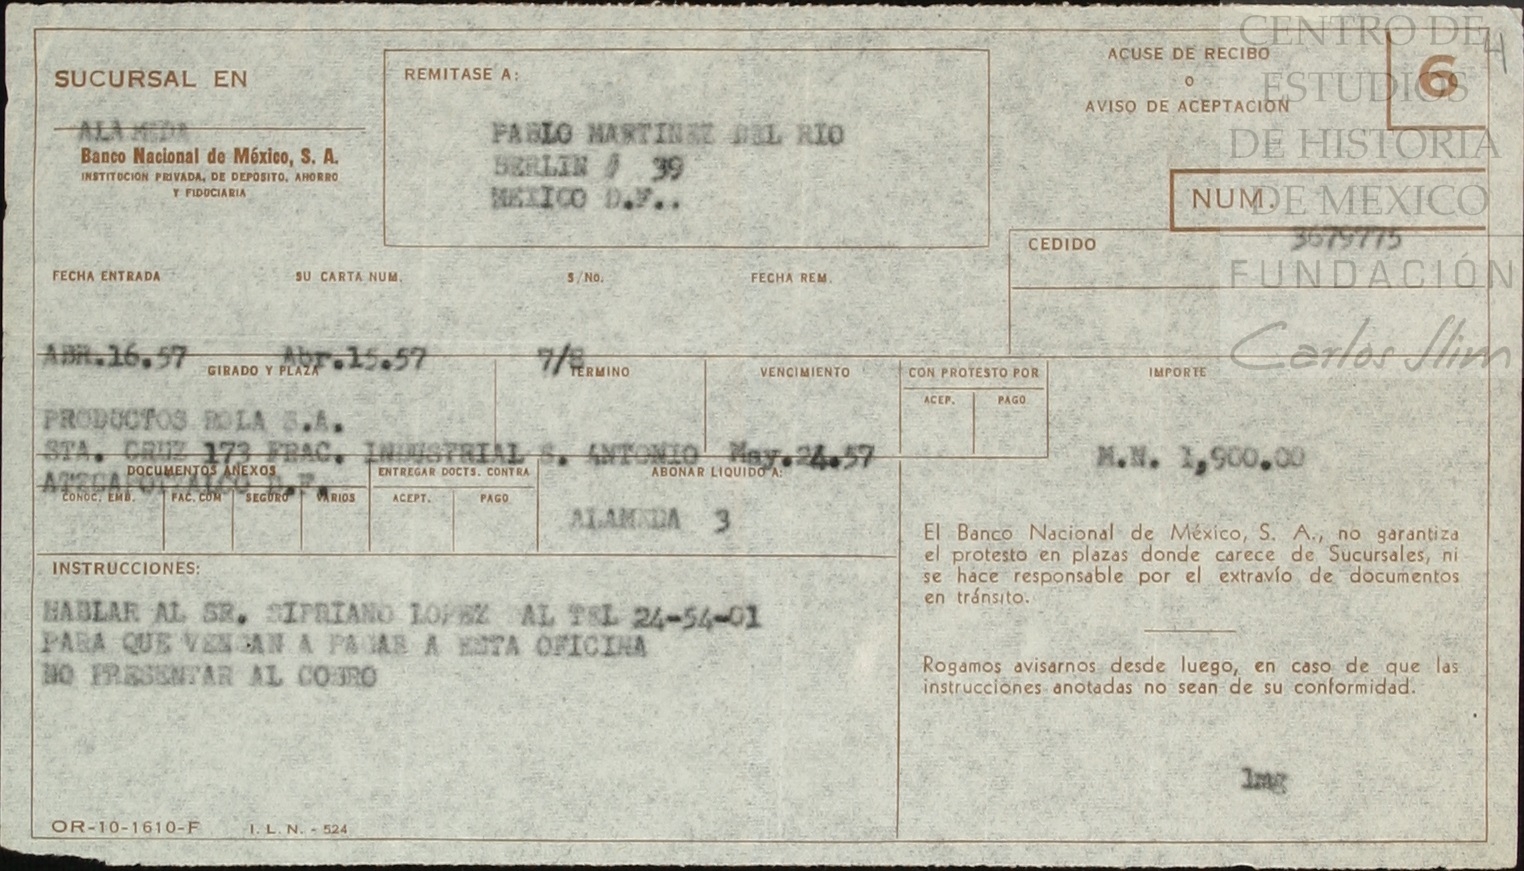 SUCURSAL EN
ALAMEDA
Banco Nacional de México, S. A.
INSTITUCION PRIVADA, DE DEPOSITO, AHORRO
Y FIDUCIARIA
REMITASE A:
PABLO MARTINEZ DEL RIO
BERLIN # 39
MEXICO D.F..
ACUSE DE RECIBO
o
AVISO DE ACEPTACION
6
4
NUM.
3679775
CEDIDO
CENTRO DE
ESTUDIOS
DE HISTORIA
DE MEXICO
FUNDACIÓN
Carlos Slim
FECHA ENTRADA SU CARTA NUM. S/No. FECHA REM.
ABR.16.57 Abr.15.57 7/8
GIRADO Y PLAZA TERMINO VENCIMIENTO CON PROTESTO POR IMPORTE
ACEP. PAGO
PRODUCTOS ROLA S.A.
STA. CRUZ 173 FRAC. INDUSTRIAL S. ANTONIO May.24.57 M.N. 1,900.00
ATZCAPOTZALCO D.F.
DOCUMENTOS ANEXOS ENTREGAR DOCTS. CONTRA ABONAR LIQUIDO A:
CONOC. EMB. FAC. COM SEGURO VARIOS ACEPT. PAGO
ALAMEDA 3
INSTRUCCIONES:
HABLAR AL SR. SIPRIANO LOPEZ AL TEL 24-54-01
PARA QUE VENGAN A PAGAR A ESTA OFICINA
NO PRESENTAR AL COBRO
El Banco Nacional de México, S. A., no garantiza
el protesto en plazas donde carece de Sucursales, ni
se hace responsable por el extravío de documentos
en tránsito.
Rogamos avisarnos desde luego, en caso de que las
instrucciones anotadas no sean de su conformidad.
lmg
OR-10-1610-F I. L. N. - 524